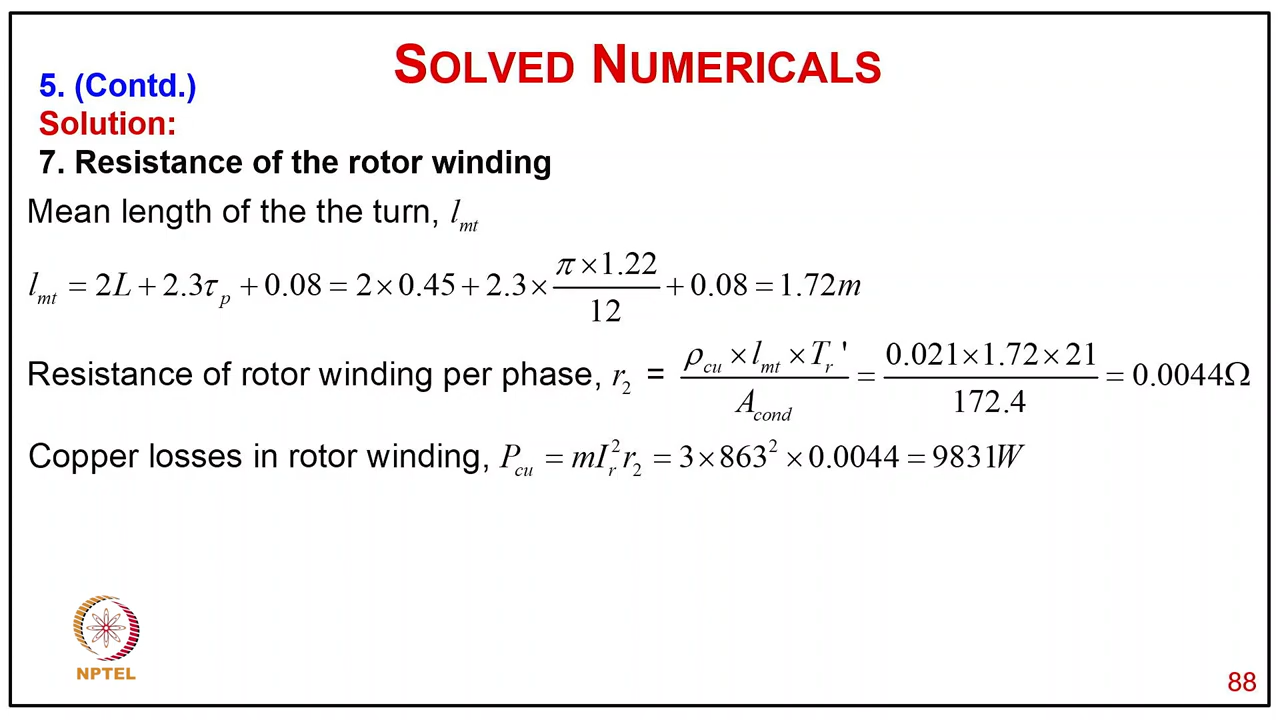 SOLVED NUMERICALS
5. (Contd.)
Solution:
7. Resistance of the rotor winding
Mean length of the the turn, l_mt
l_mt = 2L + 2.3τ_p + 0.08 = 2 × 0.45 + 2.3 × (π × 1.22)/12 + 0.08 = 1.72m
Resistance of rotor winding per phase, r_2 = (ρ_cu × l_mt × T_r')/A_cond = (0.021 × 1.72 × 21)/172.4 = 0.0044Ω
Copper losses in rotor winding, P_cu = mI_r^2 r_2 = 3 × 863^2 × 0.0044 = 9831W
NPTEL
88